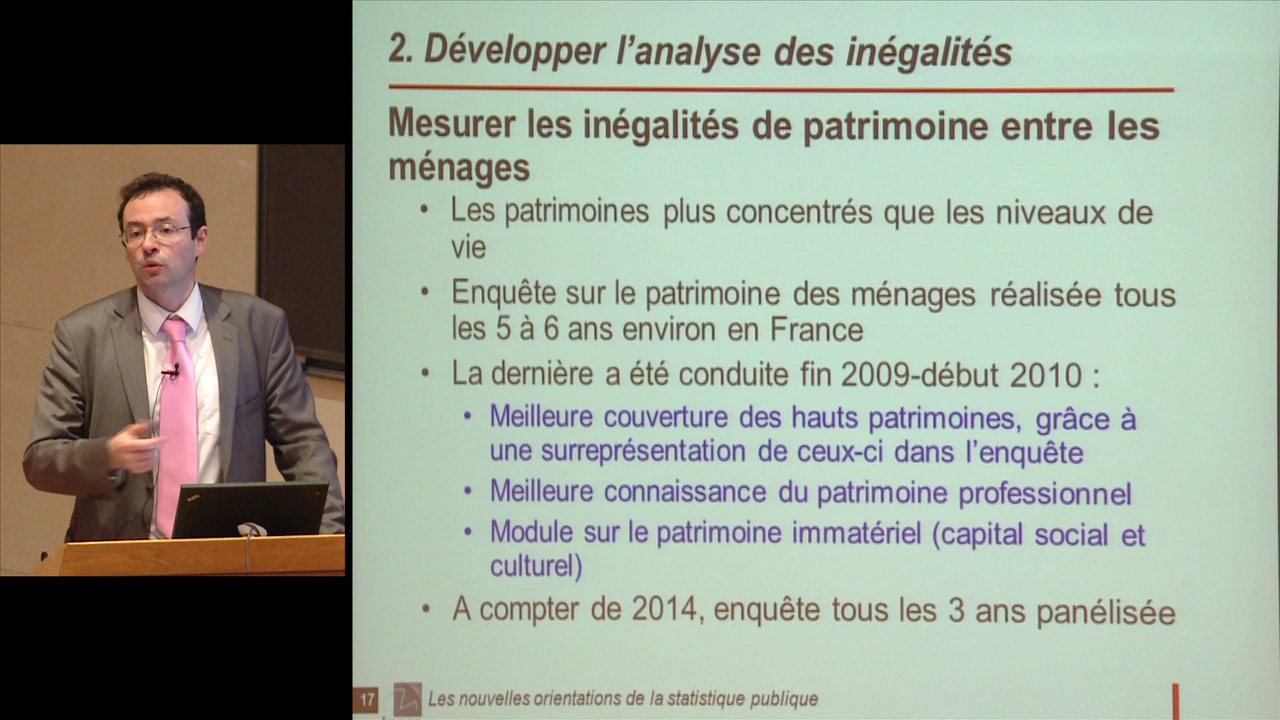 2. Développer l'analyse des inégalités
Mesurer les inégalités de patrimoine entre les
ménages
• Les patrimoines plus concentrés que les niveaux de
vie
• Enquête sur le patrimoine des ménages réalisée tous
les 5 à 6 ans environ en France
• La dernière a été conduite fin 2009-début 2010 :
• Meilleure couverture des hauts patrimoines, grâce à
une surreprésentation de ceux-ci dans l'enquête
• Meilleure connaissance du patrimoine professionnel
• Module sur le patrimoine immatériel (capital social et
culturel)
• A compter de 2014, enquête tous les 3 ans panélisée
17
Les nouvelles orientations de la statistique publique